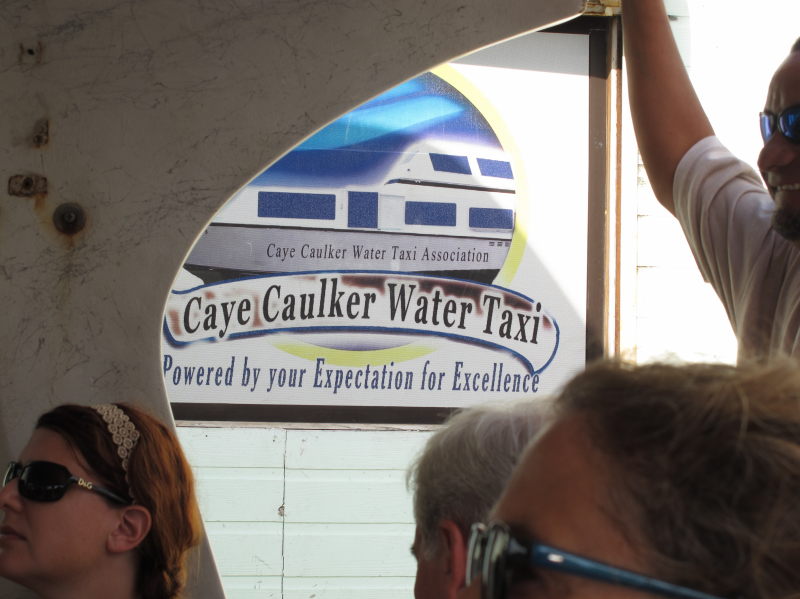 Caye Caulker Water Taxi Association
Caye Caulker Water Taxi
Powered by your Expectation for Excellence
D&G